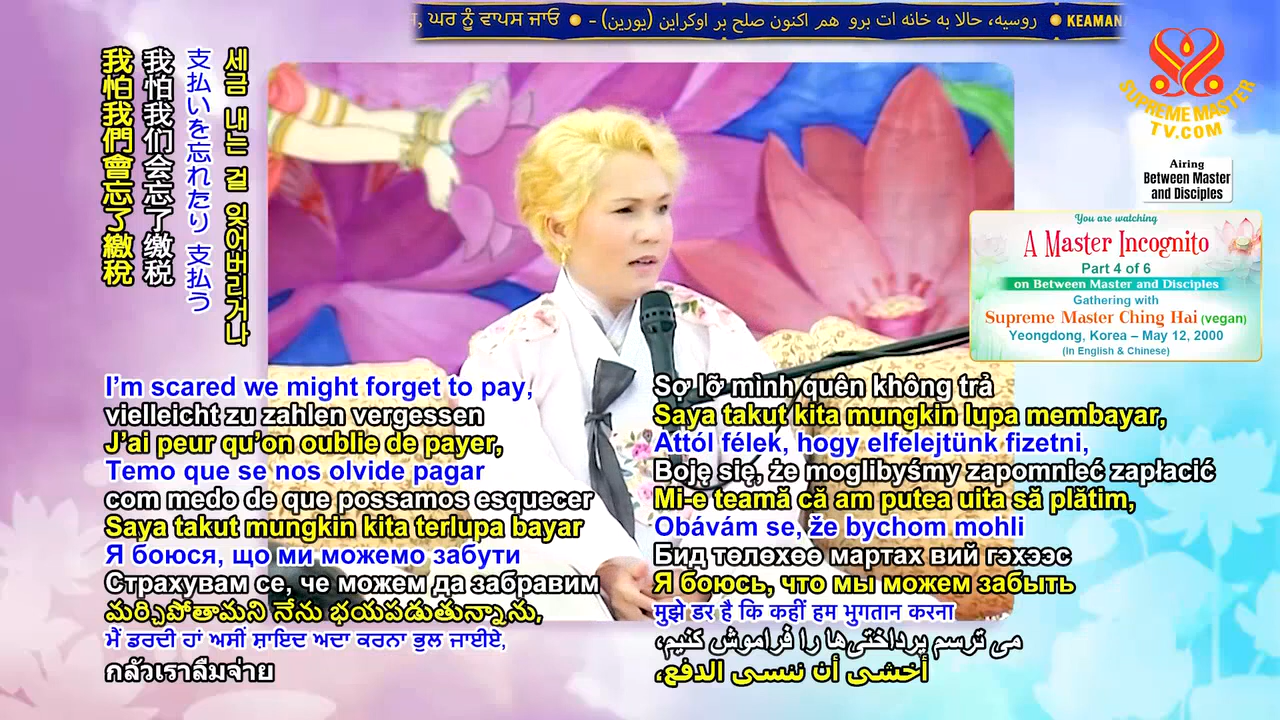 ਘਰ ਨੂੰ ਵਾਪਸ ਜਾਓ ● روسیه، حالا به خانه ات برو هم اکنون صلح بر اوکراین (یورین) – ● KEAMANA
SUPREME MASTER
TV.COM
Airing
Between Master
and Disciples
You are watching
A Master Incognito
Part 4 of 6
on Between Master and Disciples
Gathering with
Supreme Master Ching Hai (vegan)
Yeongdong, Korea – May 12, 2000
(In English & Chinese)
세금 내는 걸 잊어버리거나
支払いを忘れたり 支払う
我怕我们会忘了缴税
我怕我們會忘了繳稅
I'm scared we might forget to pay,
vielleicht zu zahlen vergessen
J'ai peur qu'on oublie de payer,
Temo que se nos olvide pagar
com medo de que possamos esquecer
Saya takut mungkin kita terlupa bayar
Я боюся, що ми можемо забути
Страхувам се, че можем да забравим
మర్చిపోతామని నేను భయపడుతున్నాను,
ਮੈਂ ਡਰਦੀ ਹਾਂ ਅਸੀਂ ਸ਼ਾਇਦ ਅਦਾ ਕਰਨਾ ਭੁਲ ਜਾਈਏ,
กลัวเราลืมจ่าย
Sợ lỡ mình quên không trả
Saya takut kita mungkin lupa membayar,
Attól félek, hogy elfelejtünk fizetni,
Boję się, że moglibyśmy zapomnieć zapłacić
Mi-e teamă că am putea uita să plătim,
Obávám se, že bychom mohli
Бид төлөхөө мартах вий гэхээс
Я боюсь, что мы можем забыть
मुझे डर है कि कहीं हम भुगतान करना
می ترسم پرداختی‌ها را فراموش کنیم،
أخشى أن ننسى الدفع،